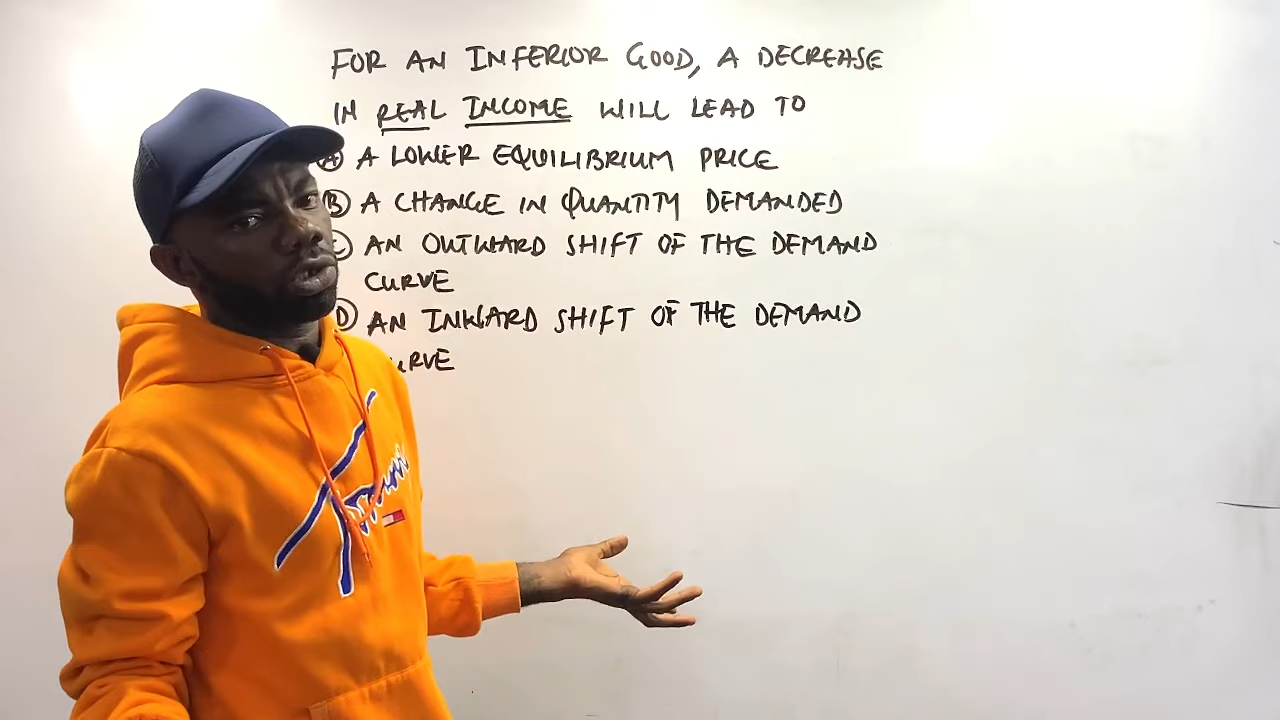 FOR AN INFERIOR GOOD, A DECREASE
IN REAL INCOME WILL LEAD TO
A A LOWER EQUILIBRIUM PRICE
B A CHANGE IN QUANTITY DEMANDED
C AN OUTWARD SHIFT OF THE DEMAND
CURVE
D AN INWARD SHIFT OF THE DEMAND
URVE